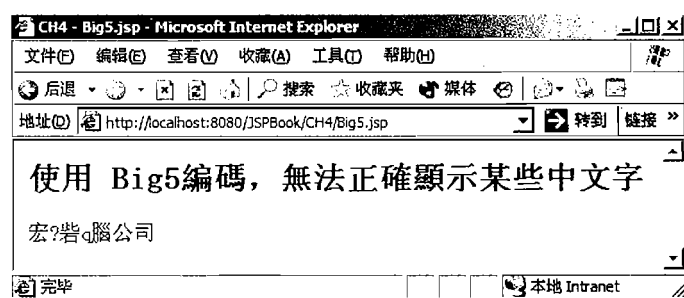 CH4 - Big5.jsp - Microsoft Internet Explorer
文件(F) 编辑(E) 查看(V) 收藏(A) 工具(T) 帮助(H)
后退 搜索 收藏夹 媒体
地址(D) http://localhost:8080/JSPBook/CH4/Big5.jsp 转到 链接 »
使用 Big5编碼，無法正確顯示某些中文字
宏?碁q腦公司
完毕 本地 Intranet